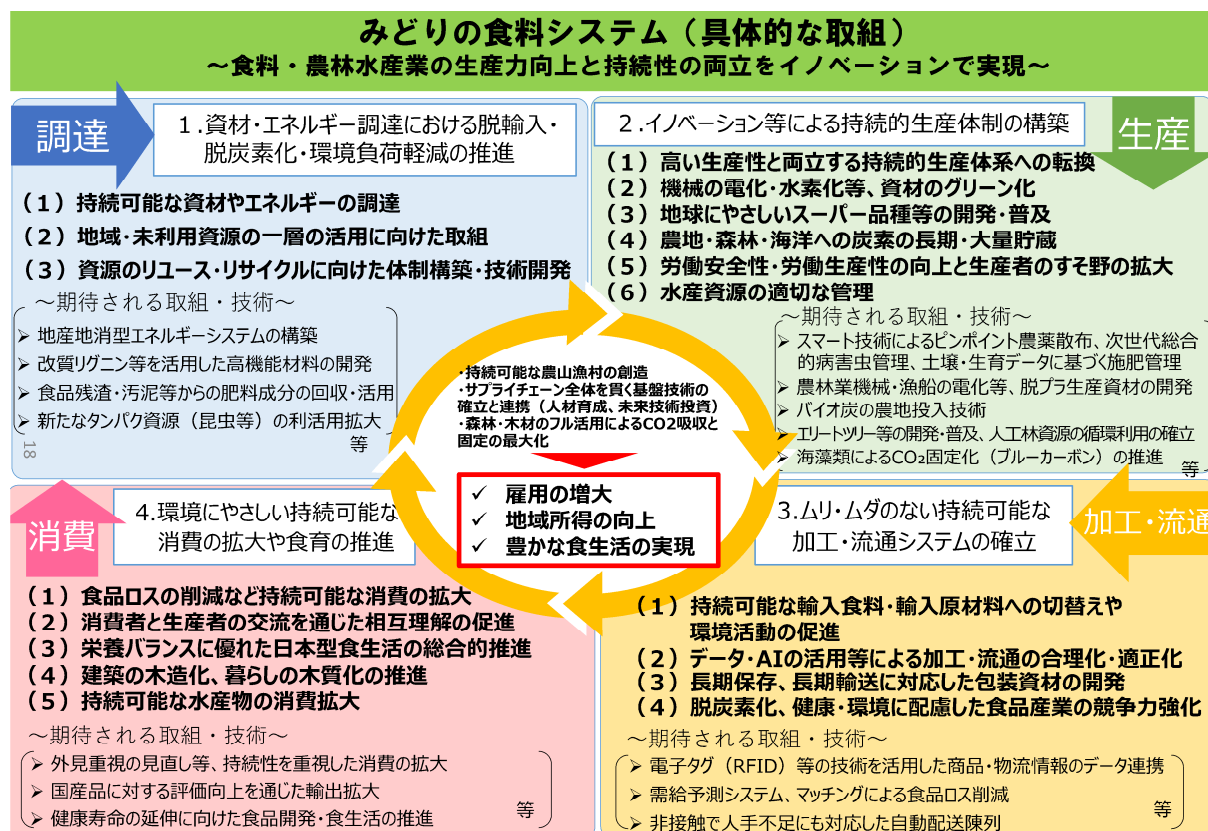 みどりの食料システム（具体的な取組）
～食料・農林水産業の生産力向上と持続性の両立をイノベーションで実現～
調達
１.資材・エネルギー調達における脱輸入・
脱炭素化・環境負荷軽減の推進
（１）持続可能な資材やエネルギーの調達
（２）地域・未利用資源の一層の活用に向けた取組
（３）資源のリユース・リサイクルに向けた体制構築・技術開発
～期待される取組・技術～
➢ 地産地消型エネルギーシステムの構築
➢ 改質リグニン等を活用した高機能材料の開発
➢ 食品残渣・汚泥等からの肥料成分の回収・活用
➢ 新たなタンパク資源（昆虫等）の利活用拡大
等
18
２.イノベーション等による持続的生産体制の構築
生産
（１）高い生産性と両立する持続的生産体系への転換
（２）機械の電化・水素化等、資材のグリーン化
（３）地球にやさしいスーパー品種等の開発・普及
（４）農地・森林・海洋への炭素の長期・大量貯蔵
（５）労働安全性・労働生産性の向上と生産者のすそ野の拡大
（６）水産資源の適切な管理
～期待される取組・技術～
➢ スマート技術によるピンポイント農薬散布、次世代総合
的病害虫管理、土壌・生育データに基づく施肥管理
➢ 農林業機械・漁船の電化等、脱プラ生産資材の開発
➢ バイオ炭の農地投入技術
➢ エリートツリー等の開発・普及、人工林資源の循環利用の確立
➢ 海藻類によるCO₂固定化（ブルーカーボン）の推進
等
・持続可能な農山漁村の創造
・サプライチェーン全体を貫く基盤技術の
確立と連携（人材育成、未来技術投資）
・森林・木材のフル活用によるCO2吸収と
固定の最大化
✓ 雇用の増大
✓ 地域所得の向上
✓ 豊かな食生活の実現
消費
４.環境にやさしい持続可能な
消費の拡大や食育の推進
（１）食品ロスの削減など持続可能な消費の拡大
（２）消費者と生産者の交流を通じた相互理解の促進
（３）栄養バランスに優れた日本型食生活の総合的推進
（４）建築の木造化、暮らしの木質化の推進
（５）持続可能な水産物の消費拡大
～期待される取組・技術～
➢ 外見重視の見直し等、持続性を重視した消費の拡大
➢ 国産品に対する評価向上を通じた輸出拡大
➢ 健康寿命の延伸に向けた食品開発・食生活の推進
等
３.ムリ・ムダのない持続可能な
加工・流通システムの確立
加工・流通
（１）持続可能な輸入食料・輸入原材料への切替えや
環境活動の促進
（２）データ・AIの活用等による加工・流通の合理化・適正化
（３）長期保存、長期輸送に対応した包装資材の開発
（４）脱炭素化、健康・環境に配慮した食品産業の競争力強化
～期待される取組・技術～
➢ 電子タグ（RFID）等の技術を活用した商品・物流情報のデータ連携
➢ 需給予測システム、マッチングによる食品ロス削減
➢ 非接触で人手不足にも対応した自動配送陳列
等